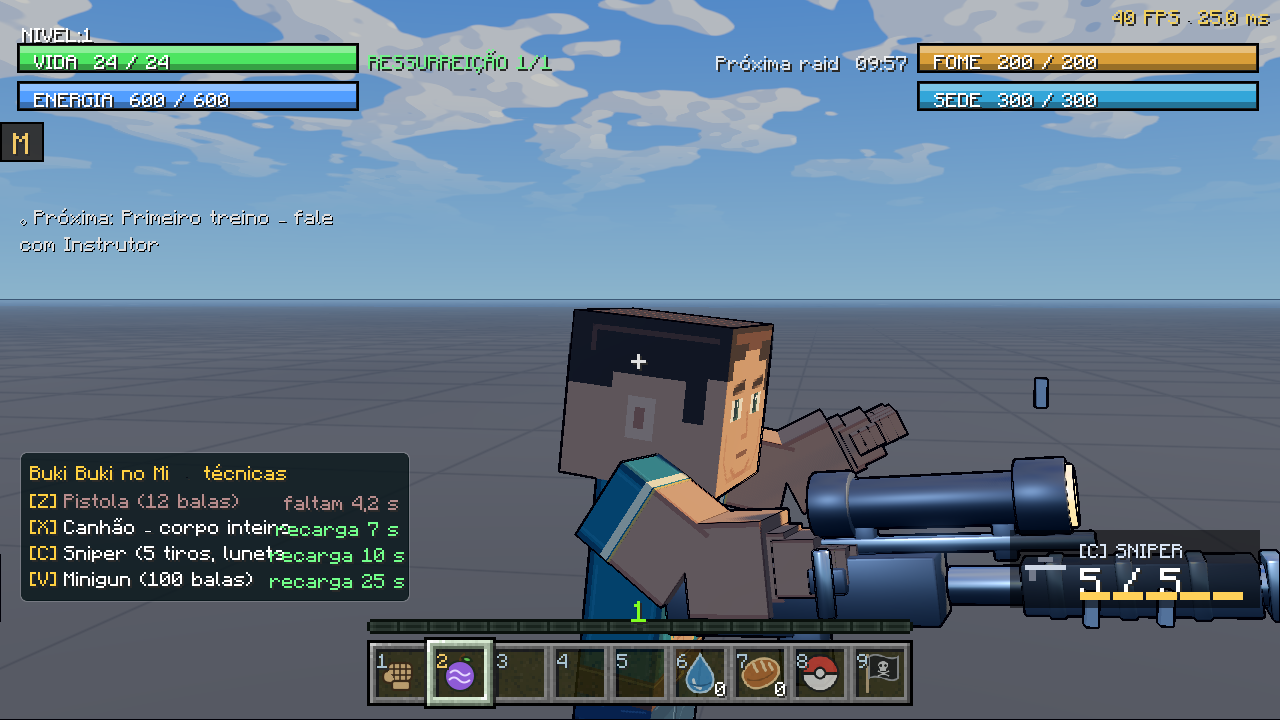 40 FPS · 25.0 ms
NIVEL:1
VIDA 24 / 24
RESSURREIÇÃO 1/1
Próxima raid 09:57
FOME 200 / 200
ENERGIA 600 / 600
SEDE 300 / 300
M
Próxima: Primeiro treino - fale
com Instrutor
Buki Buki no Mi · técnicas
[Z] Pistola (12 balas) faltam 4,2 s
[X] Canhão - corpo inteiro recarga 7 s
[C] Sniper (5 tiros, luneta recarga 10 s
[V] Minigun (100 balas) recarga 25 s
[C] SNIPER
5 / 5
1
1 2 3 4 5 6 7 8 9
0 0